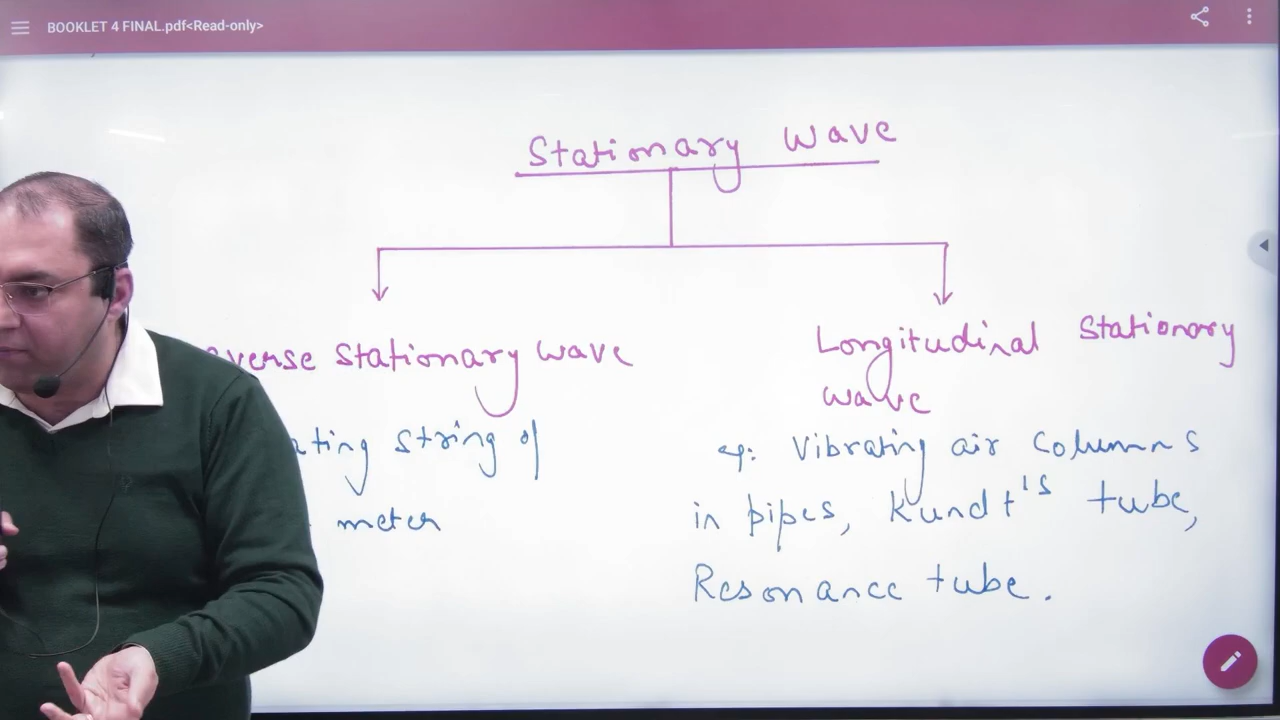 BOOKLET 4 FINAL.pdf<Read-only>
Stationary Wave
verse stationary wave
Longitudinal Stationary
wave
ating string of
eg: Vibrating air columns
meter
in pipes, Kundt's tube,
Resonance tube.